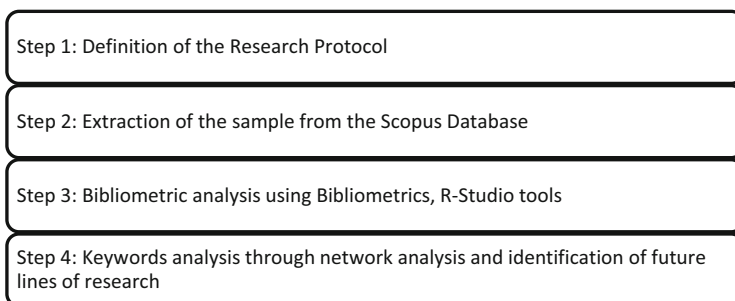 Step 1: Definition of the Research Protocol
Step 2: Extraction of the sample from the Scopus Database
Step 3: Bibliometric analysis using Bibliometrics, R-Studio tools
Step 4: Keywords analysis through network analysis and identification of future
lines of research